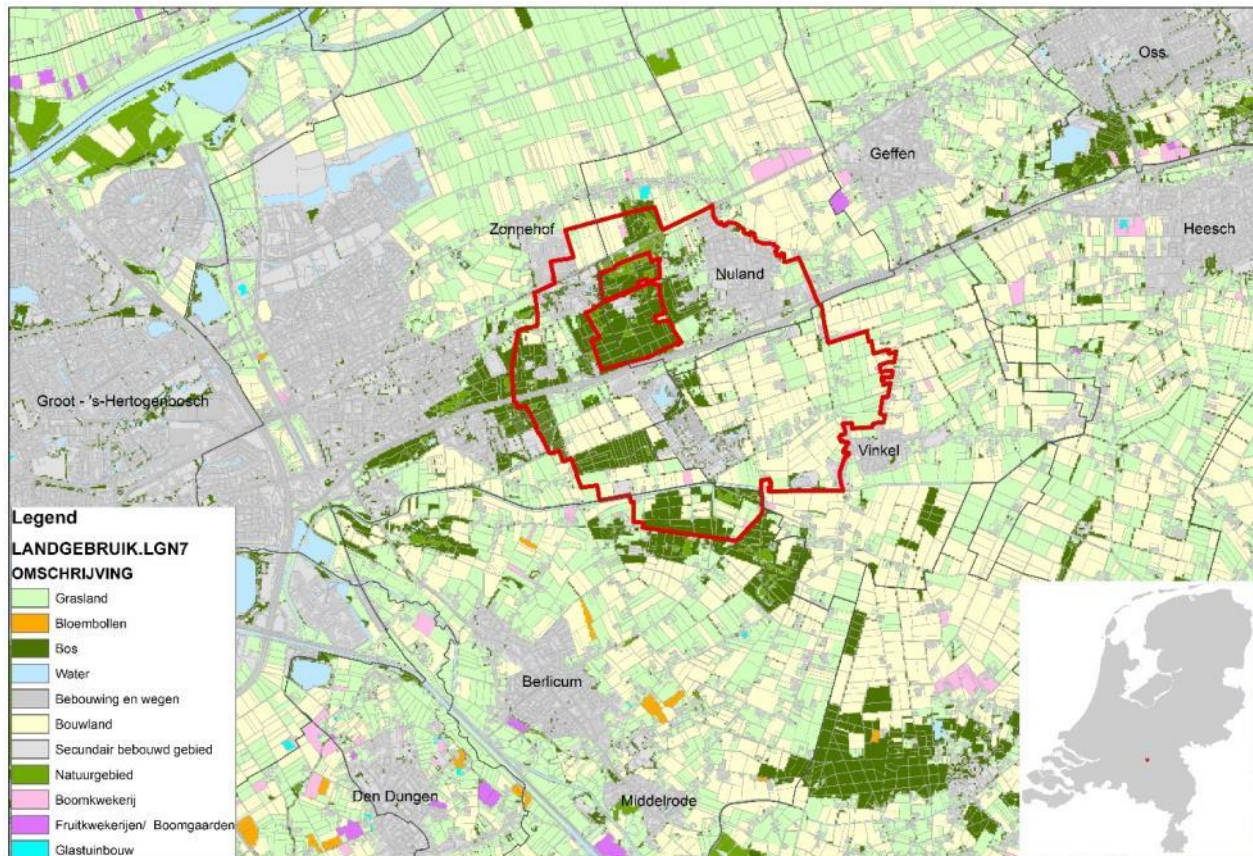 Oss
Geffen
Heesch
Zonnehof
Nuland
Groot - 's-Hertogenbosch
Vinkel
Berlicum
Den Dungen
Middelrode
Legend
LANDGEBRUIK.LGN7
OMSCHRIJVING
Grasland
Bloembollen
Bos
Water
Bebouwing en wegen
Bouwland
Secundair bebouwd gebied
Natuurgebied
Boomkwekerij
Fruitkwekerijen/ Boomgaarden
Glastuinbouw